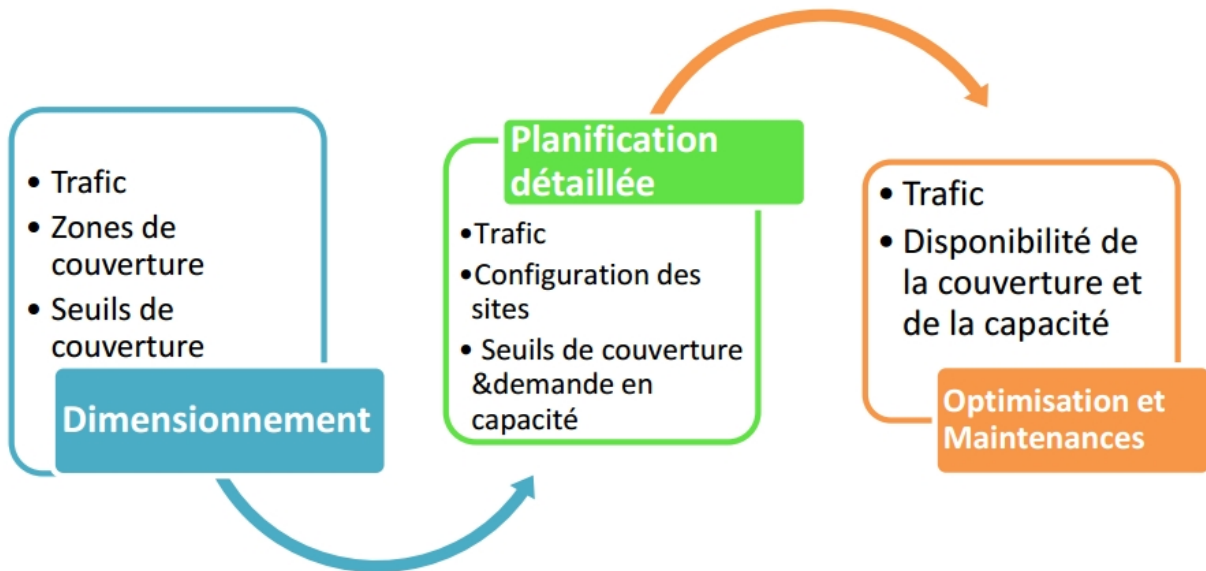 • Trafic
• Zones de
couverture
• Seuils de
couverture
Dimensionnement
Planification
détaillée
•Trafic
•Configuration des
sites
• Seuils de couverture
&demande en
capacité
• Trafic
• Disponibilité de
la couverture et
de la capacité
Optimisation et
Maintenances